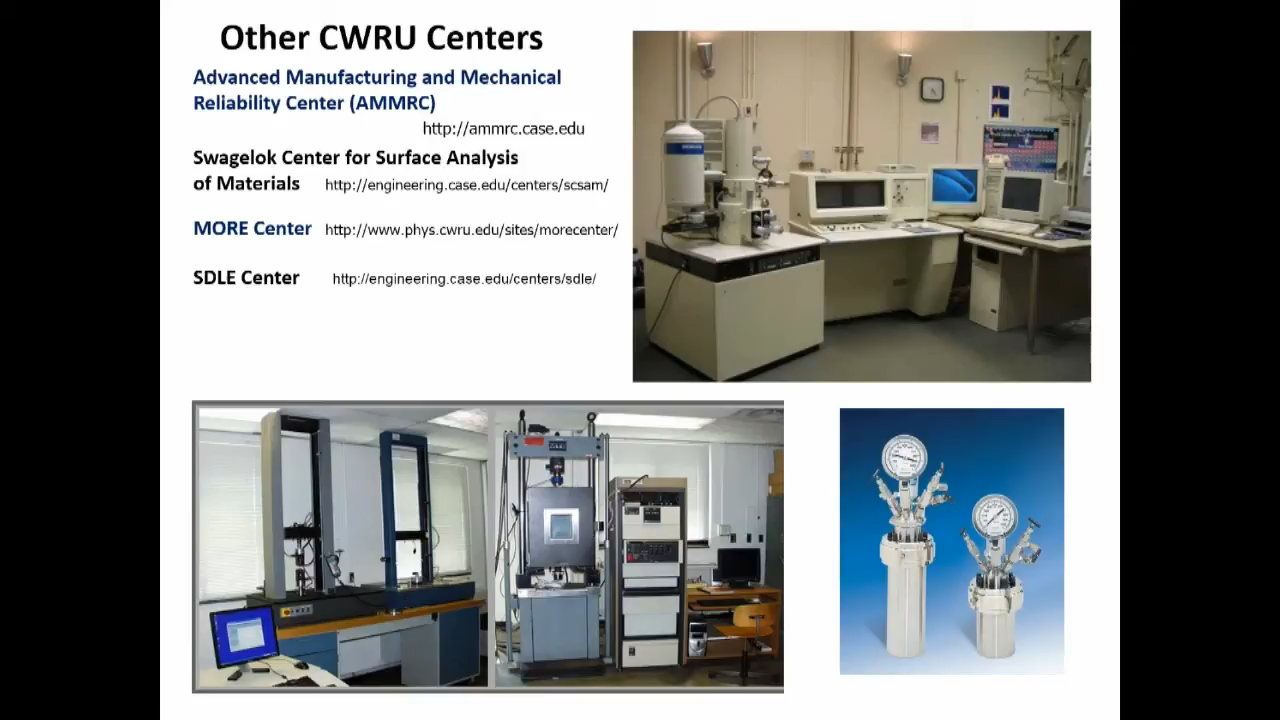 Other CWRU Centers
Advanced Manufacturing and Mechanical
Reliability Center (AMMRC)
http://ammrc.case.edu
Swagelok Center for Surface Analysis
of Materials http://engineering.case.edu/centers/scsam/
MORE Center http://www.phys.cwru.edu/sites/morecenter/
SDLE Center http://engineering.case.edu/centers/sdle/